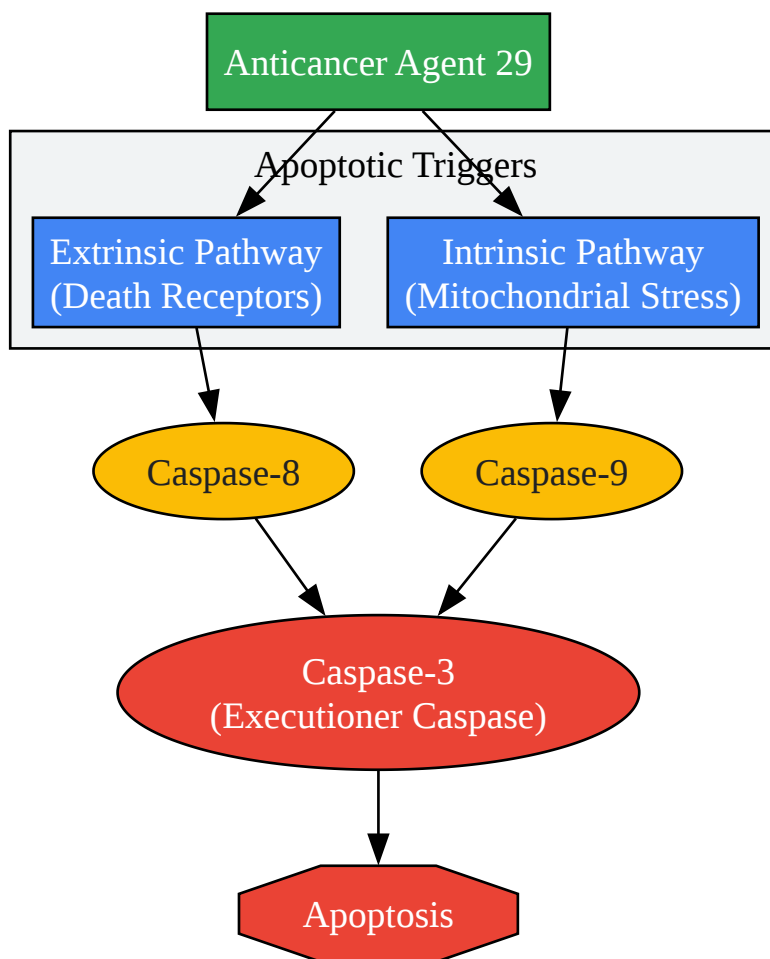 Anticancer Agent 29
Apoptotic Triggers
Extrinsic Pathway
(Death Receptors)
Intrinsic Pathway
(Mitochondrial Stress)
Caspase-8
Caspase-9
Caspase-3
(Executioner Caspase)
Apoptosis